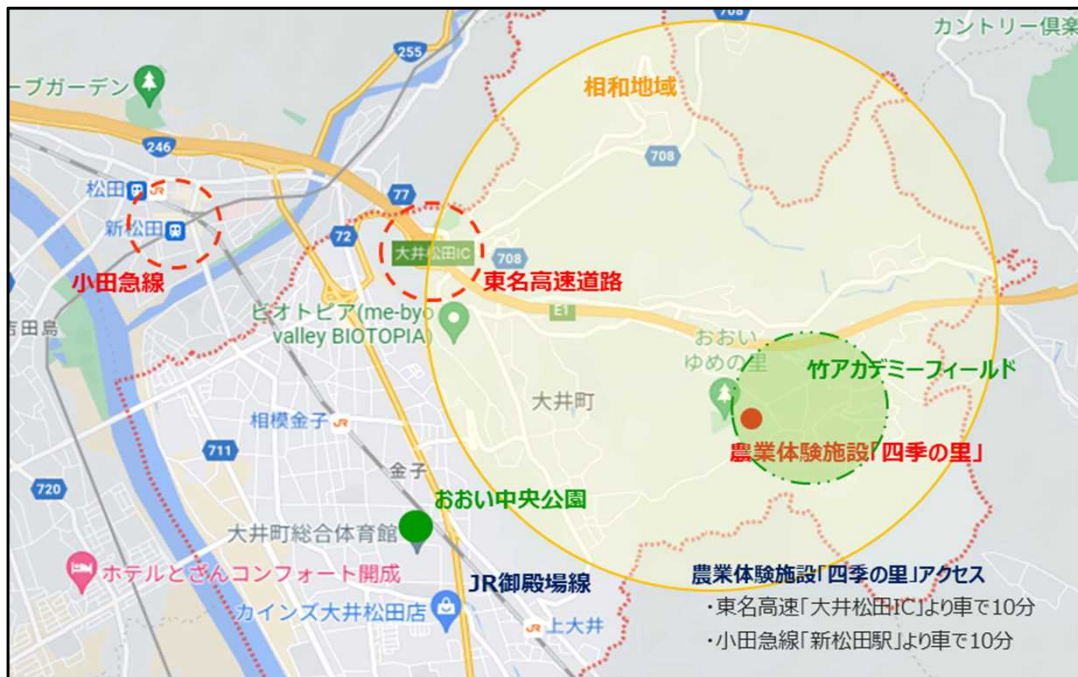 705
カントリー倶楽
255
ーブガーデン
相和地域
246
708
松田
JR
77
新松田
72
大井松田IC
708
小田急線
東名高速道路
ビオトピア(me-byo
valley BIOTOPIA)
E1
吉田島
おおい
ゆめの里
竹アカデミーフィールド
大井町
相模金子
JR
711
農業体験施設「四季の里」
金子
720
おおい中央公園
大井町総合体育館
ホテルとざんコンフォート開成
JR御殿場線
農業体験施設「四季の里」アクセス
カインズ大井松田店
・東名高速「大井松田IC」より車で10分
JR
上大井
・小田急線「新松田駅」より車で10分